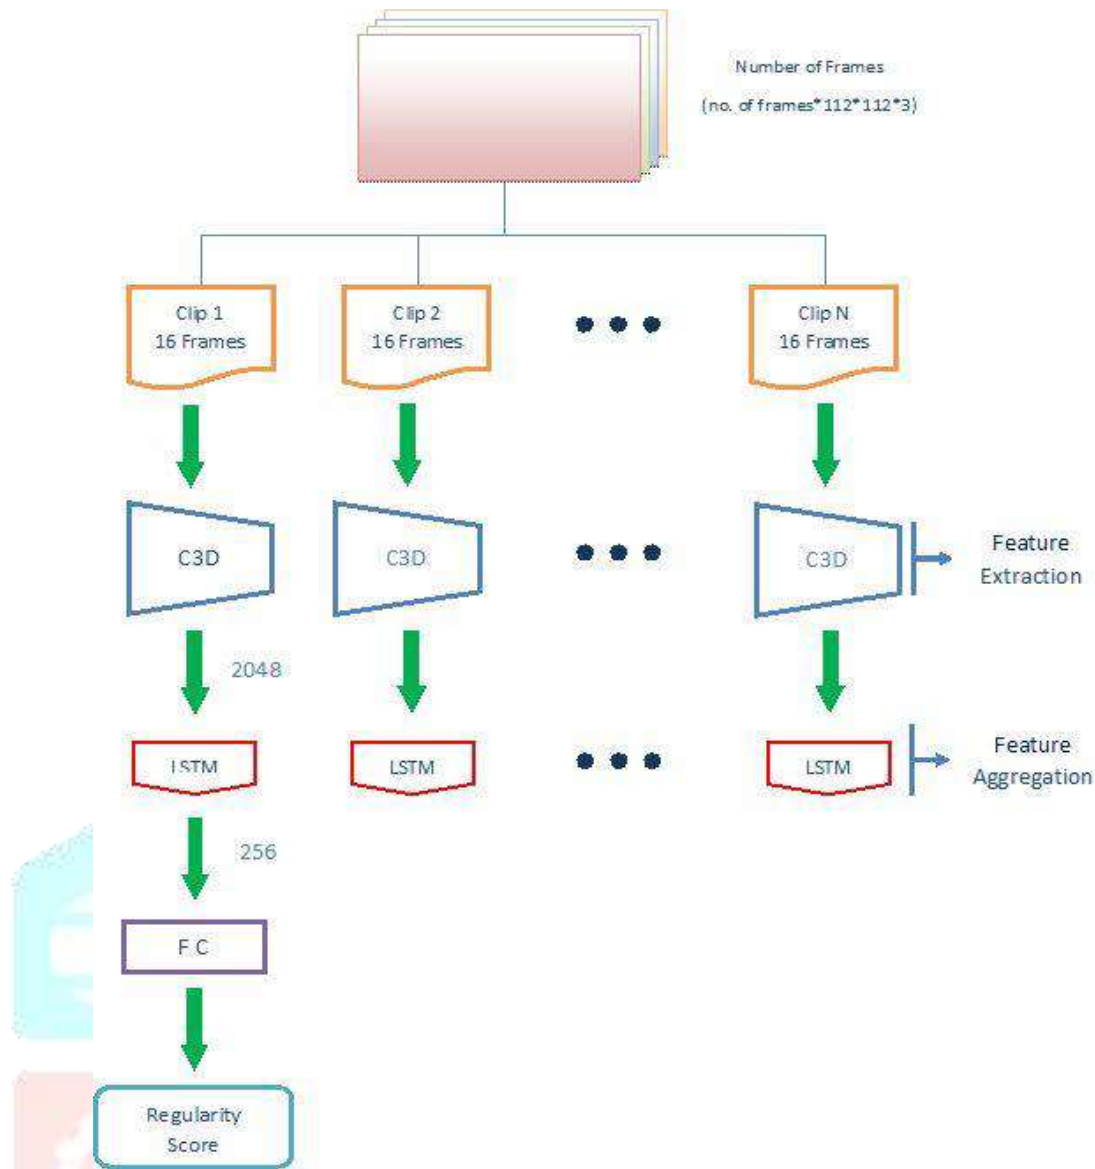 Number of Frames
(no. of frames*112*112*3)
Clip 1
16 Frames
Clip 2
16 Frames
Clip N
16 Frames
C3D
C3D
C3D
Feature
Extraction
2048
LSTM
LSTM
LSTM
Feature
Aggregation
256
F C
Regularity
Score